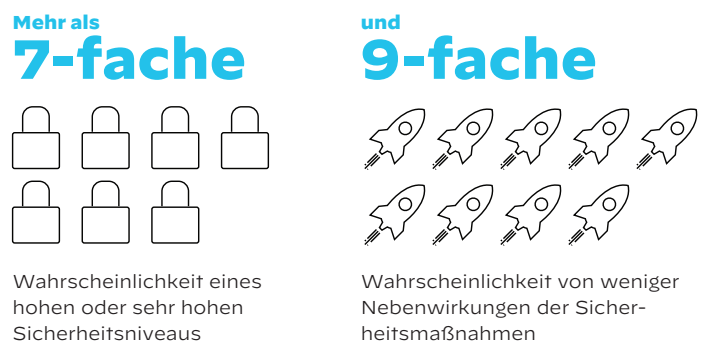 Mehr als
7-fache
Wahrscheinlichkeit eines
hohen oder sehr hohen
Sicherheitsniveaus
und
9-fache
Wahrscheinlichkeit von weniger
Nebenwirkungen der Sicher-
heitsmaßnahmen